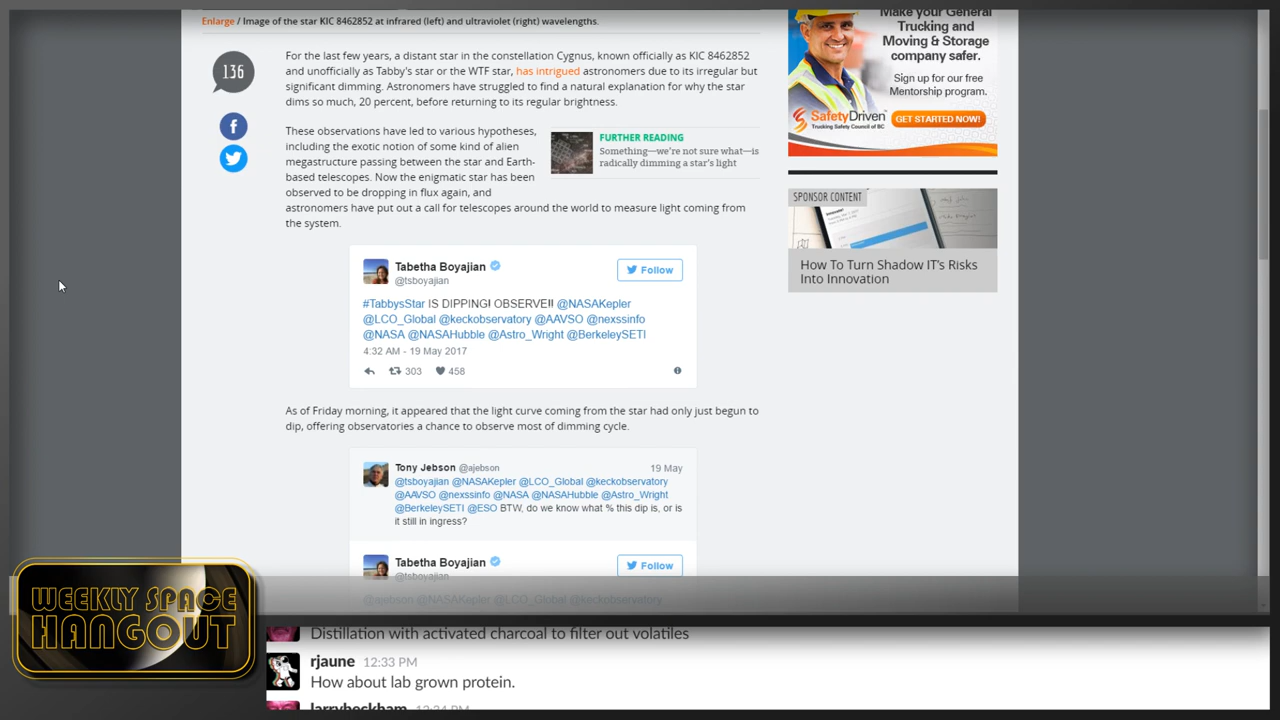 Enlarge / Image of the star KIC 8462852 at infrared (left) and ultraviolet (right) wavelengths.
136
For the last few years, a distant star in the constellation Cygnus, known officially as KIC 8462852
and unofficially as Tabby's star or the WTF star, has intrigued astronomers due to its irregular but
significant dimming. Astronomers have struggled to find a natural explanation for why the star
dims so much, 20 percent, before returning to its regular brightness.
These observations have led to various hypotheses,
including the exotic notion of some kind of alien
megastructure passing between the star and Earth-
based telescopes. Now the enigmatic star has been
observed to be dropping in flux again, and
astronomers have put out a call for telescopes around the world to measure light coming from
the system.
FURTHER READING
Something—we're not sure what—is
radically dimming a star's light
Tabetha Boyajian
@tsboyajian
Follow
#TabbysStar IS DIPPING! OBSERVE!! @NASAKepler
@LCO_Global @keckobservatory @AAVSO @nexssinfo
@NASA @NASAHubble @Astro_Wright @BerkeleySETI
4:32 AM - 19 May 2017
303 458
As of Friday morning, it appeared that the light curve coming from the star had only just begun to
dip, offering observatories a chance to observe most of dimming cycle.
Tony Jebson @ajebson 19 May
@tsboyajian @NASAKepler @LCO_Global @keckobservatory
@AAVSO @nexssinfo @NASA @NASAHubble @Astro_Wright
@BerkeleySETI @ESO BTW, do we know what % this dip is, or is
it still in ingress?
Tabetha Boyajian
@tsboyajian
Follow
@ajebson @NASAKepler @LCO_Global @keckobservatory
Make your General
Trucking and
Moving & Storage
company safer.
Sign up for our free
Mentorship program.
SafetyDriven
Trucking Safety Council of BC
GET STARTED NOW!
SPONSOR CONTENT
How To Turn Shadow IT's Risks
Into Innovation
WEEKLY SPACE
HANGOUT
Distillation with activated charcoal to filter out volatiles
rjaune 12:33 PM
How about lab grown protein.
larrybeckham 12:34 PM